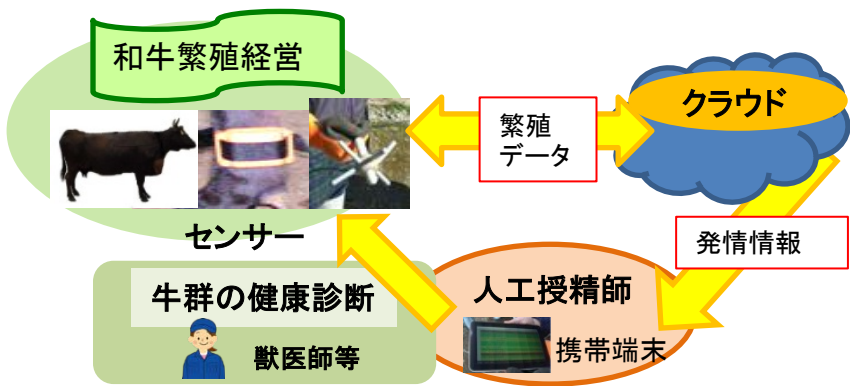 和牛繁殖経営
クラウド
繁殖
データ
発情情報
センサー
人工授精師
牛群の健康診断
携帯端末
獣医師等